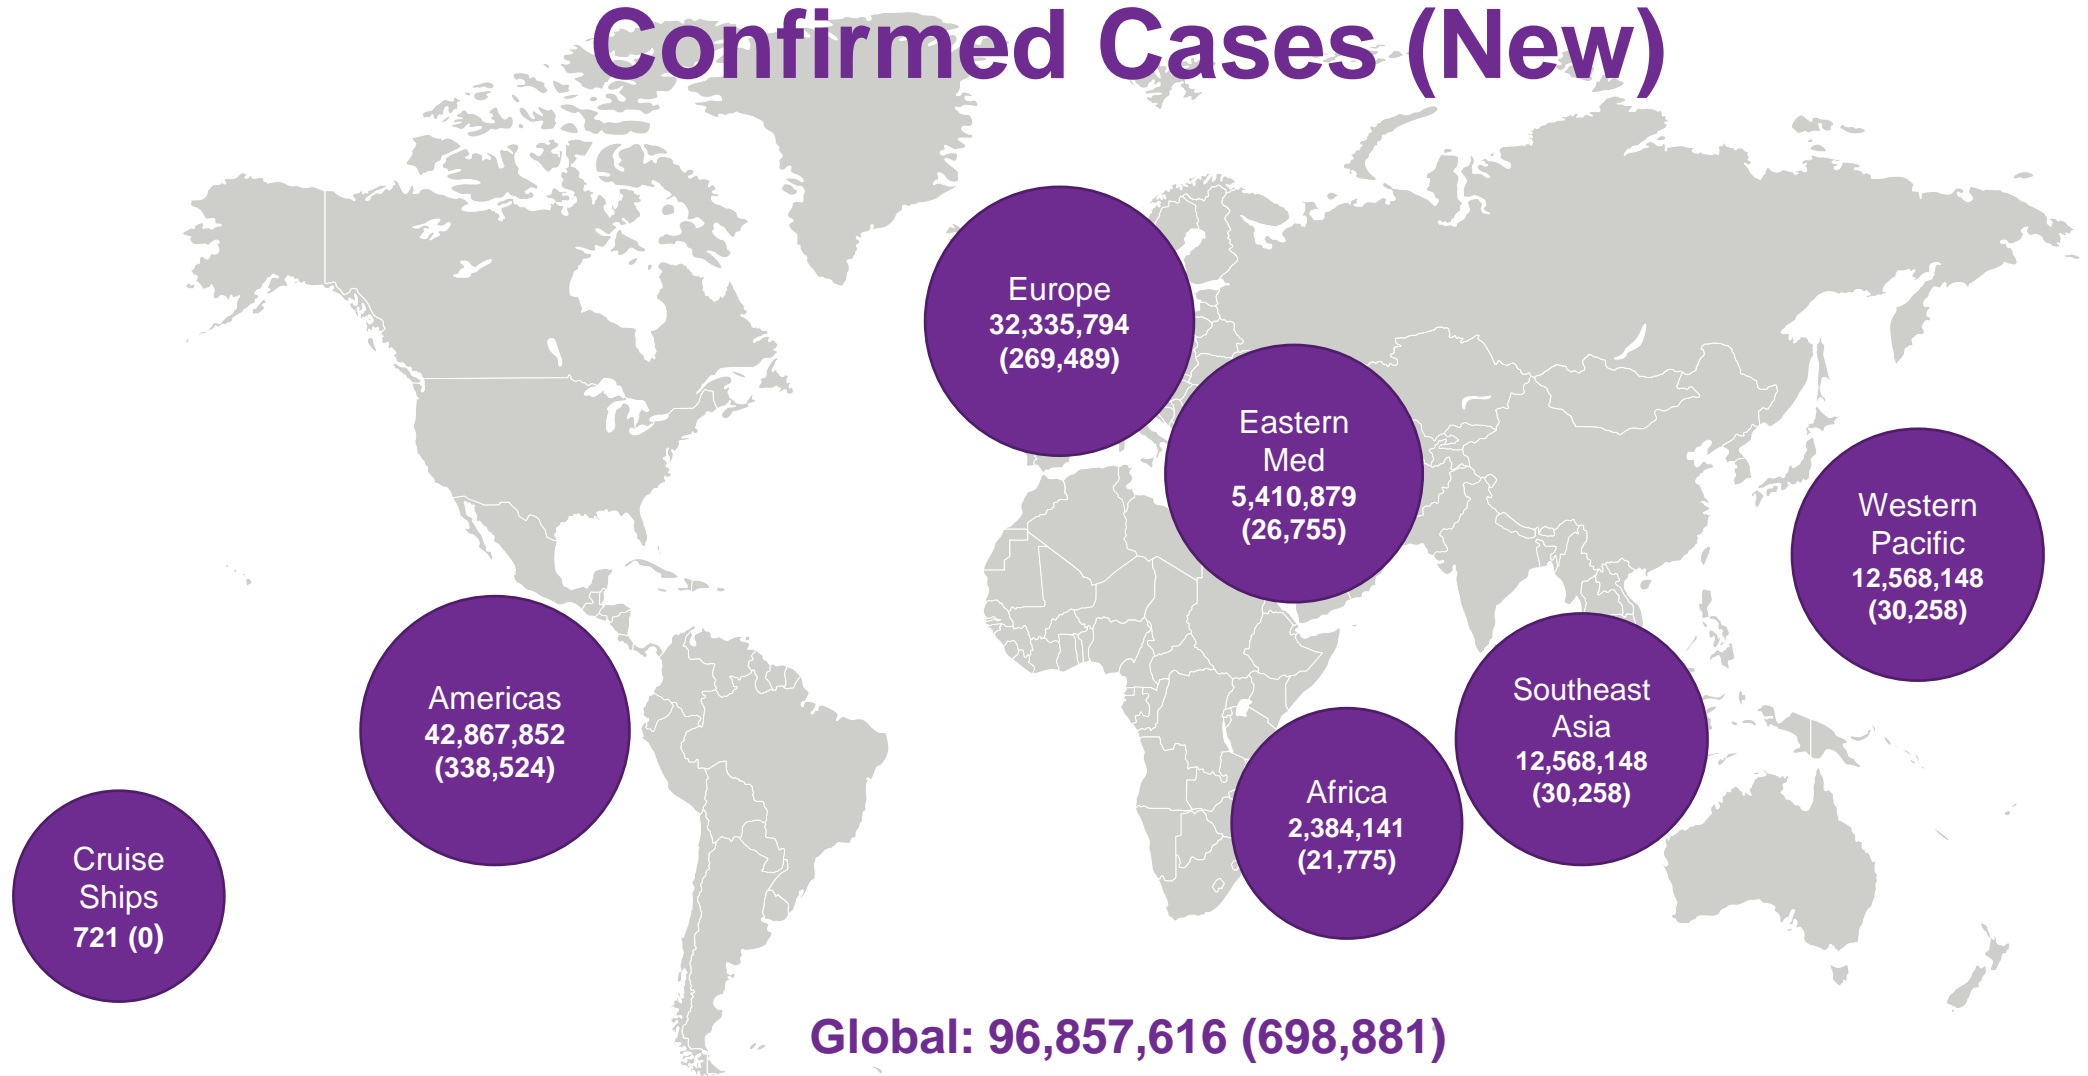 Confirmed Cases (New)
Europe
32,335,794
(269,489)
Eastern
Med
5,410,879
(26,755)
Western
Pacific
12,568,148
(30,258)
Americas
42,867,852
(338,524)
Southeast
Asia
12,568,148
(30,258)
Africa
2,384,141
(21,775)
Cruise
Ships
721 (0)
Global: 96,857,616 (698,881)